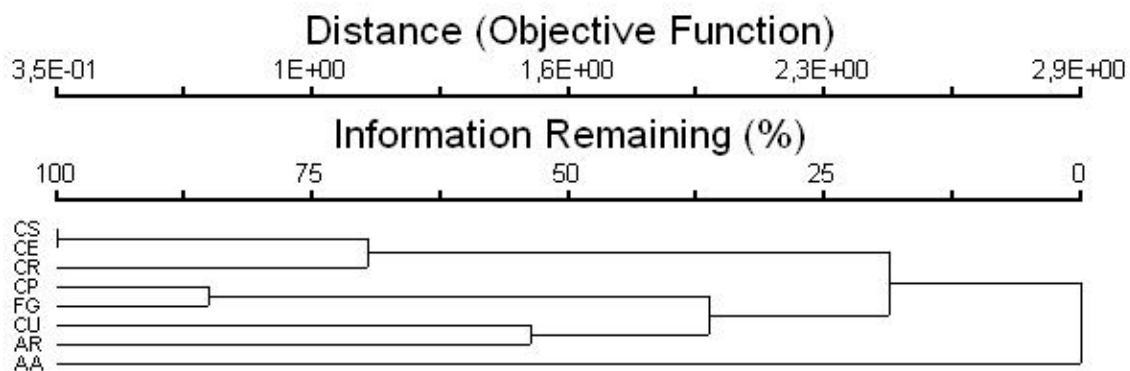 Distance (Objective Function)
3,5E-01 1E+00 1,6E+00 2,3E+00 2,9E+00
Information Remaining (%)
100 75 50 25 0
CS
CE
CR
CP
FG
CU
AR
AA